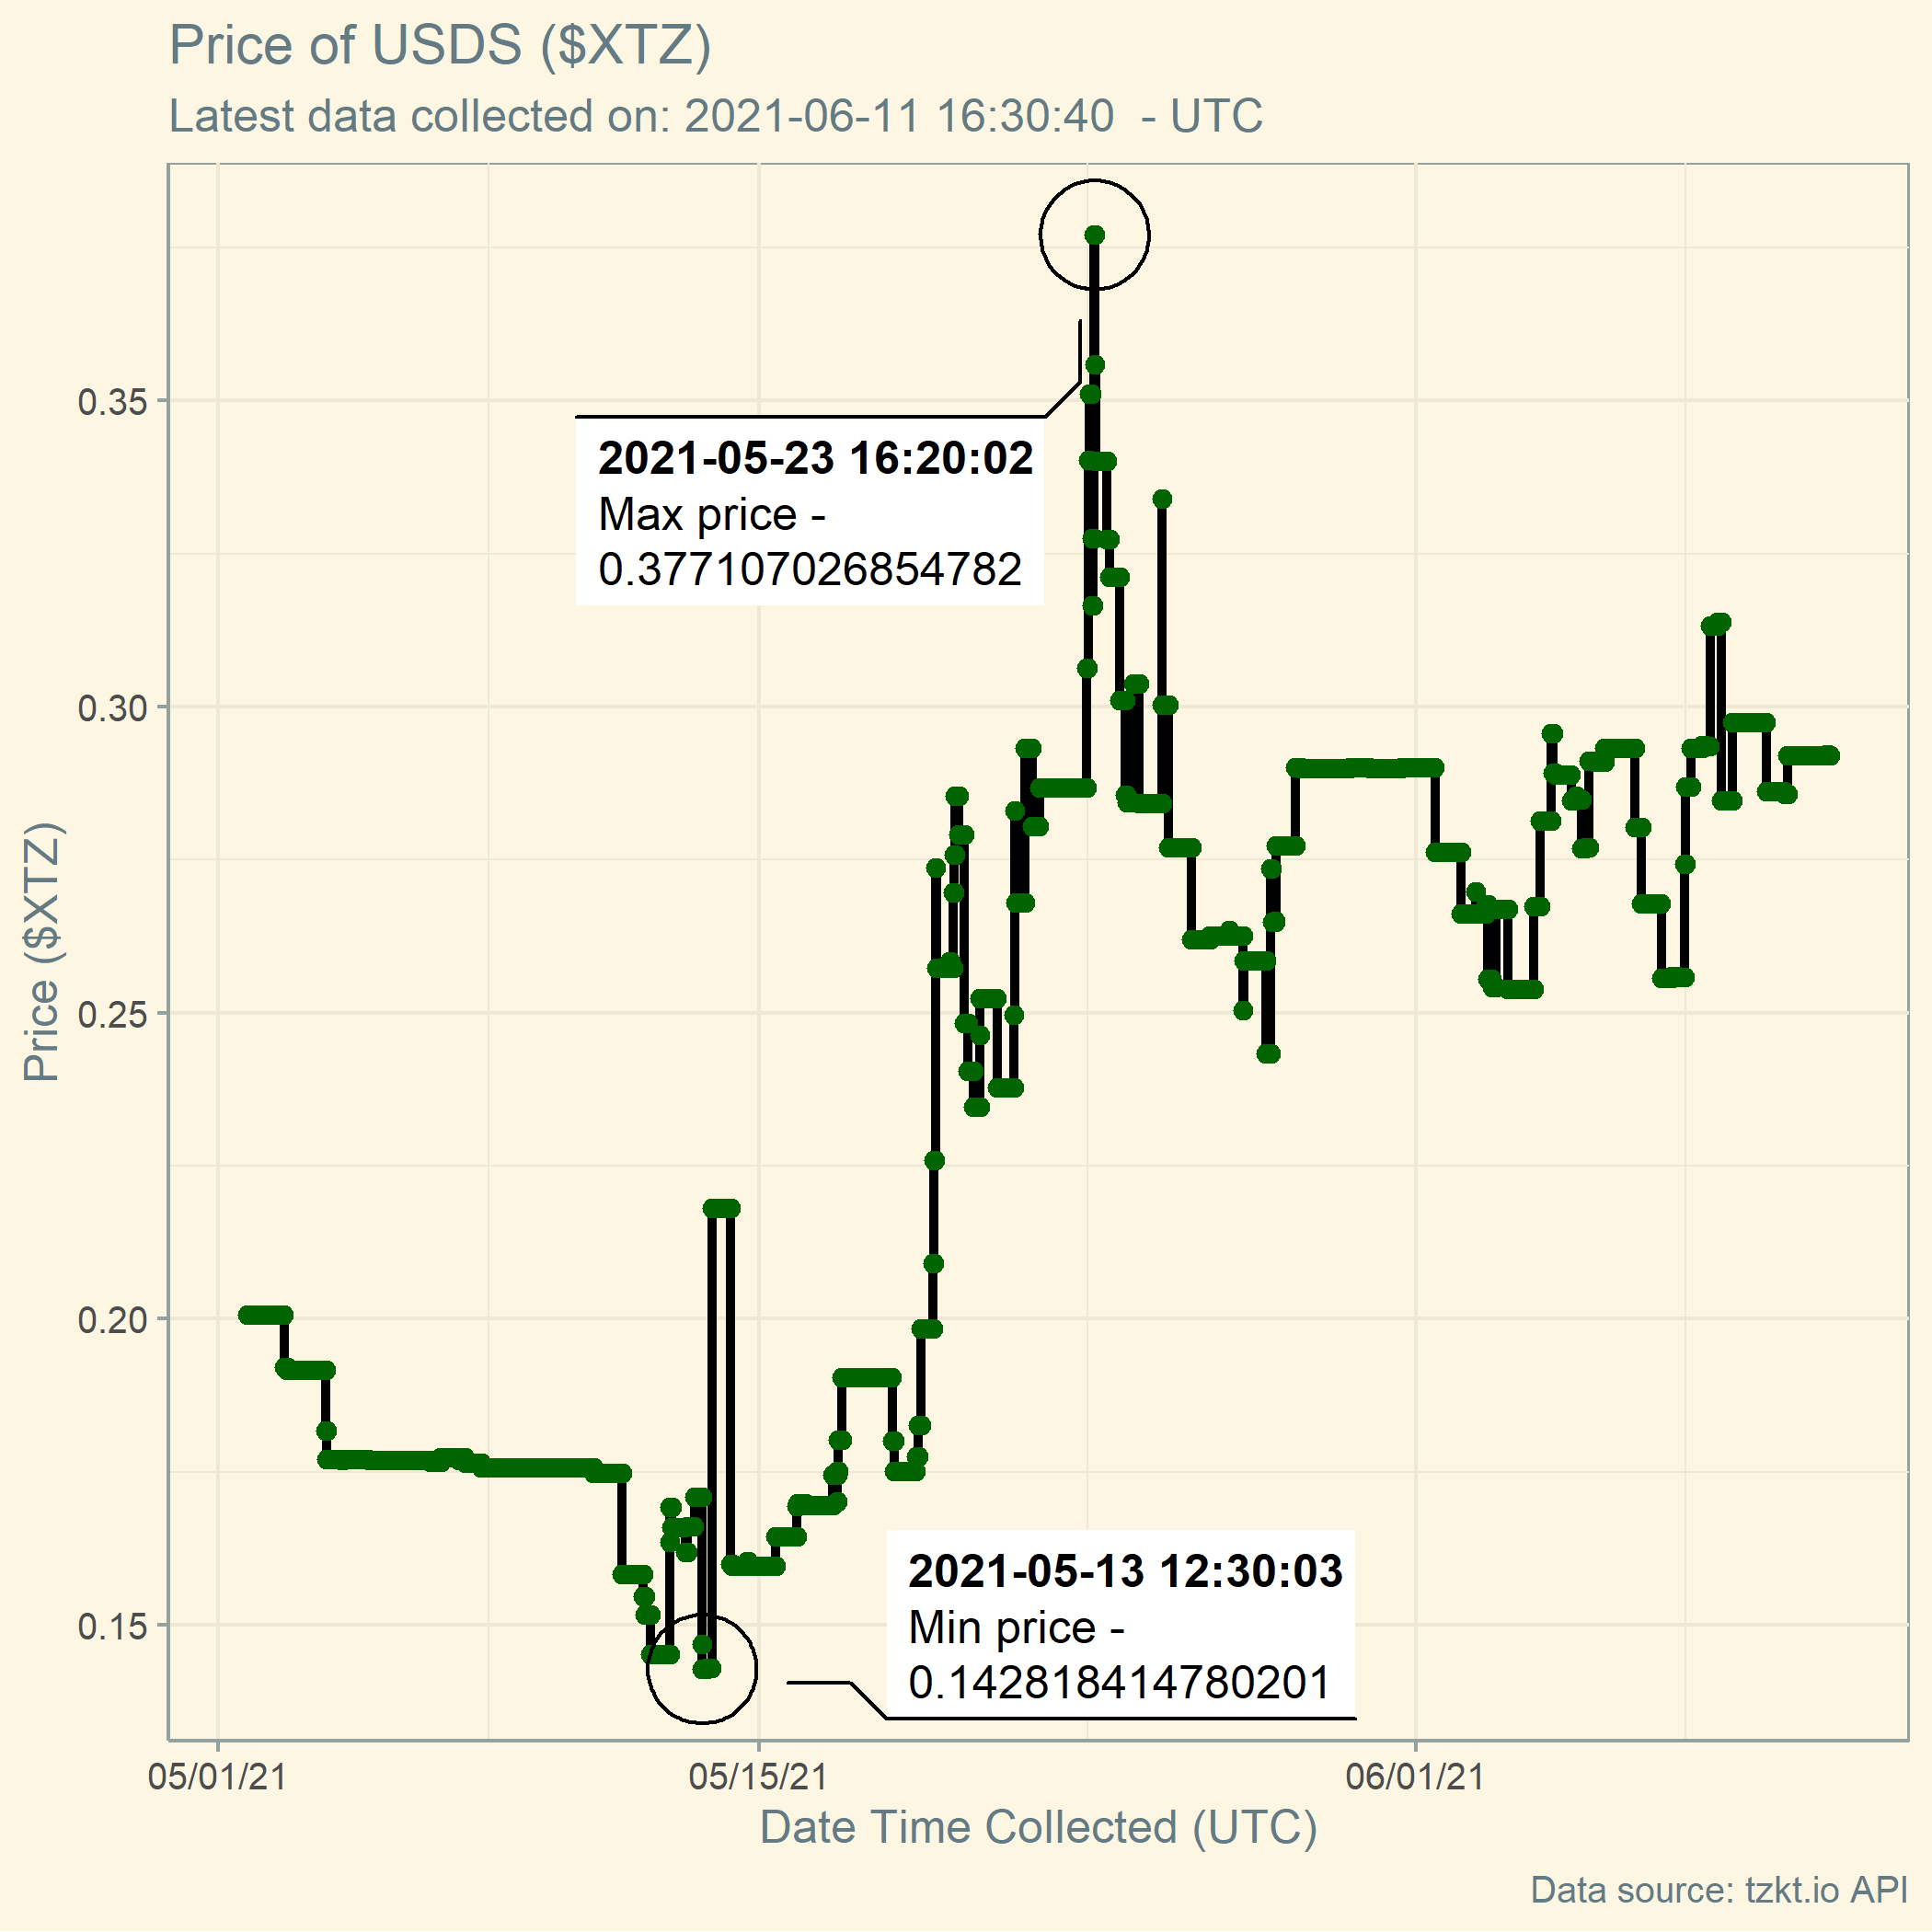 Price of USDS ($XTZ)
Latest data collected on: 2021-06-11 16:30:40  - UTC
Price ($XTZ)
0.35
0.30
0.25
0.20
0.15
2021-05-23 16:20:02
Max price -
0.377107026854782
2021-05-13 12:30:03
Min price -
0.142818414780201
05/01/21
05/15/21
06/01/21
Date Time Collected (UTC)
Data source: tzkt.io API